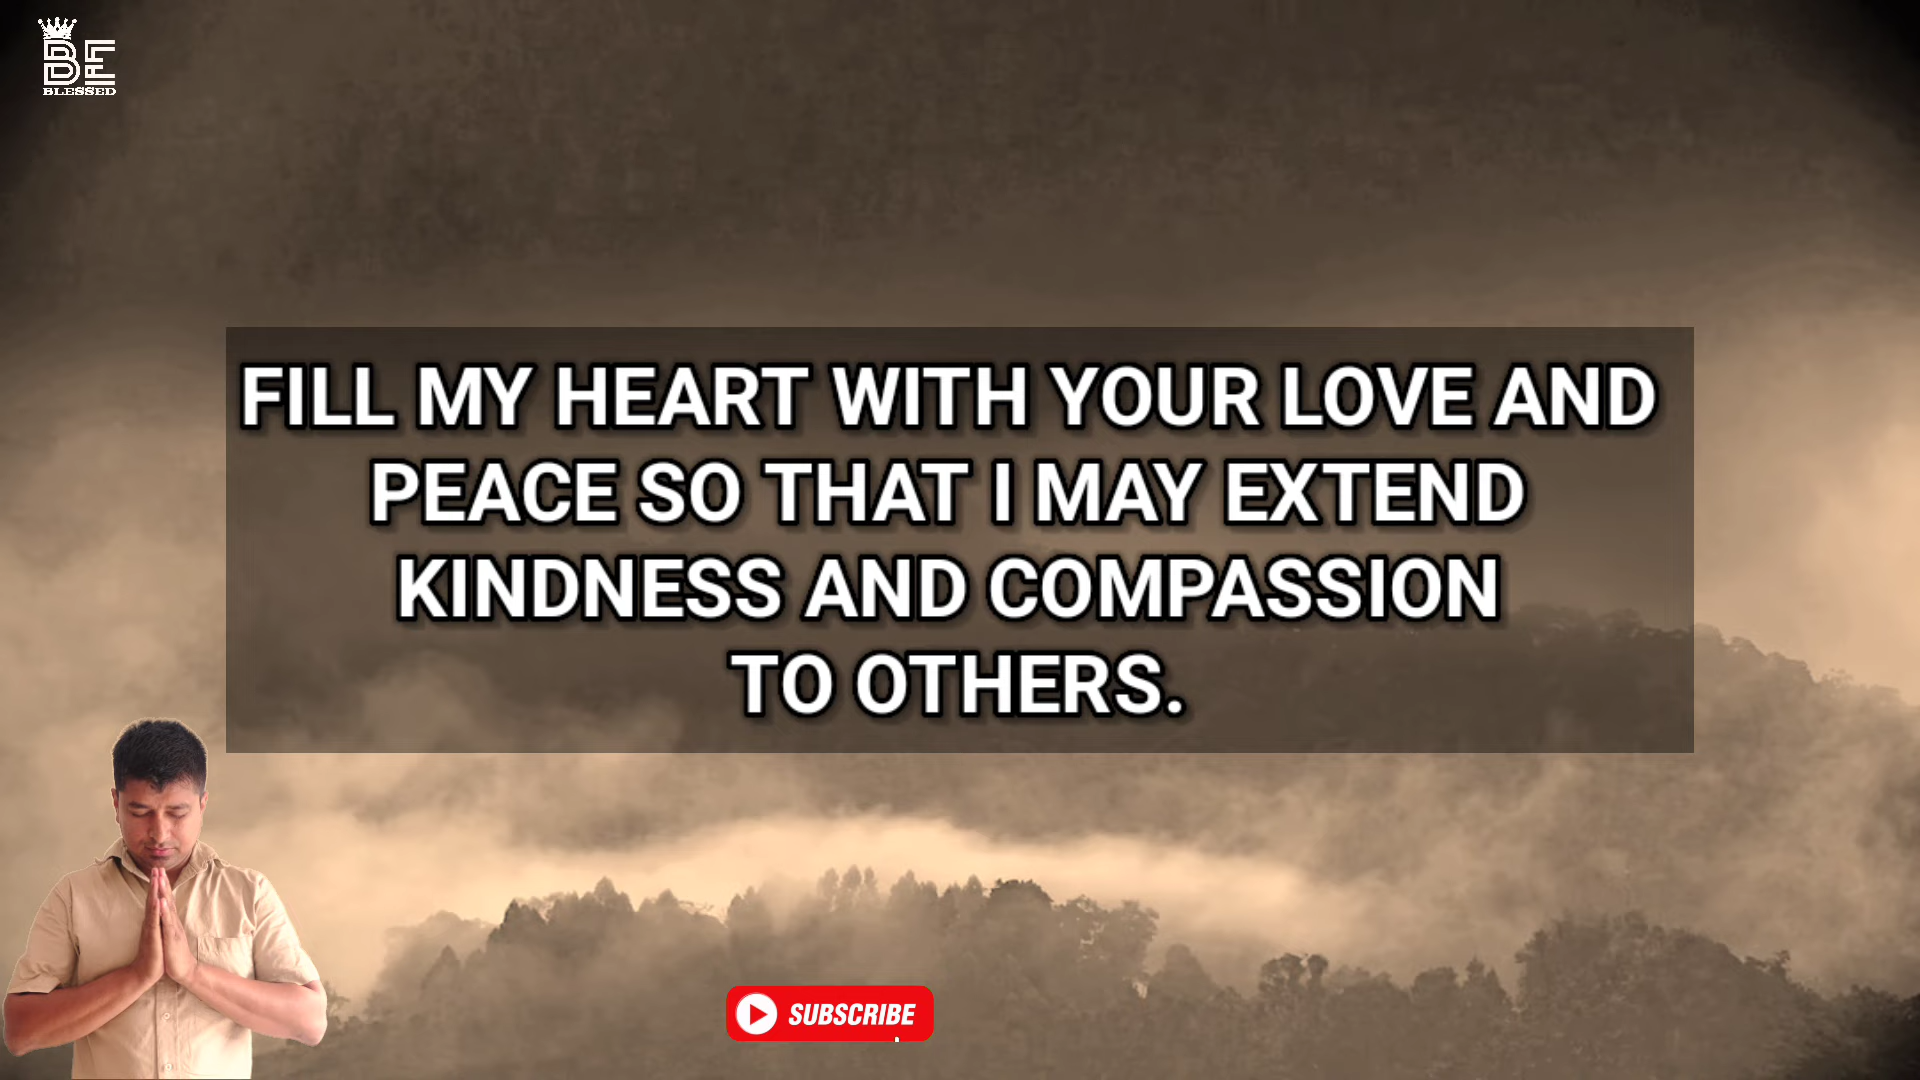 BE
BLESSED
FILL MY HEART WITH YOUR LOVE AND
PEACE SO THAT I MAY EXTEND
KINDNESS AND COMPASSION
TO OTHERS.
SUBSCRIBE